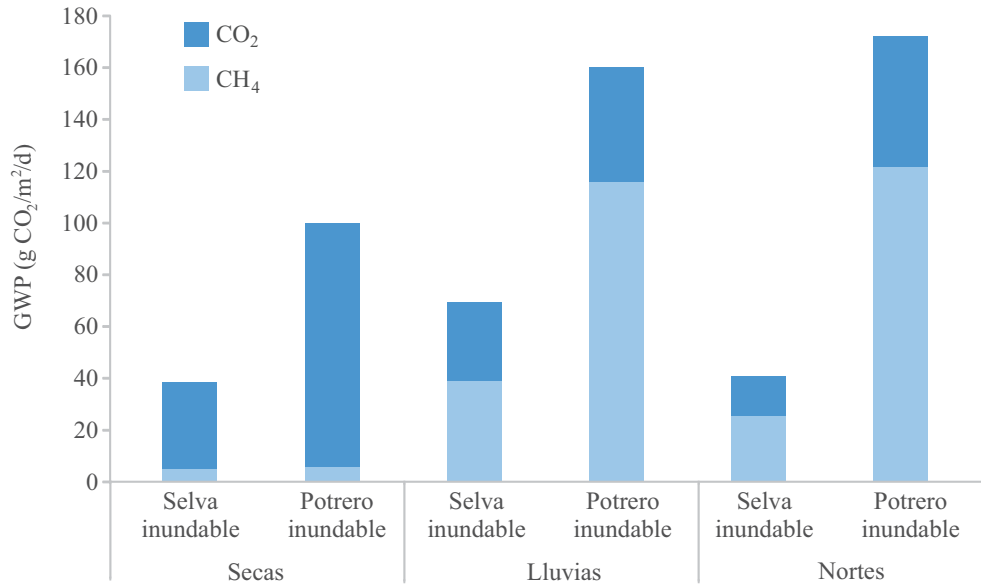 180
160
140
120
100
80
60
40
20
0
GWP (g CO₂/m²/d)
CO₂
CH₄
Selva
inundable
Potrero
inundable
Selva
inundable
Potrero
inundable
Selva
inundable
Potrero
inundable
Secas
Lluvias
Nortes